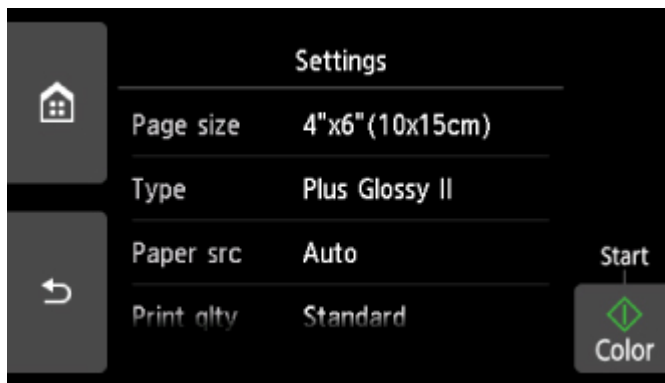 Settings
Page size 4"x6"(10x15cm)
Type Plus Glossy II
Paper src Auto
Print qlty Standard
Start
Color